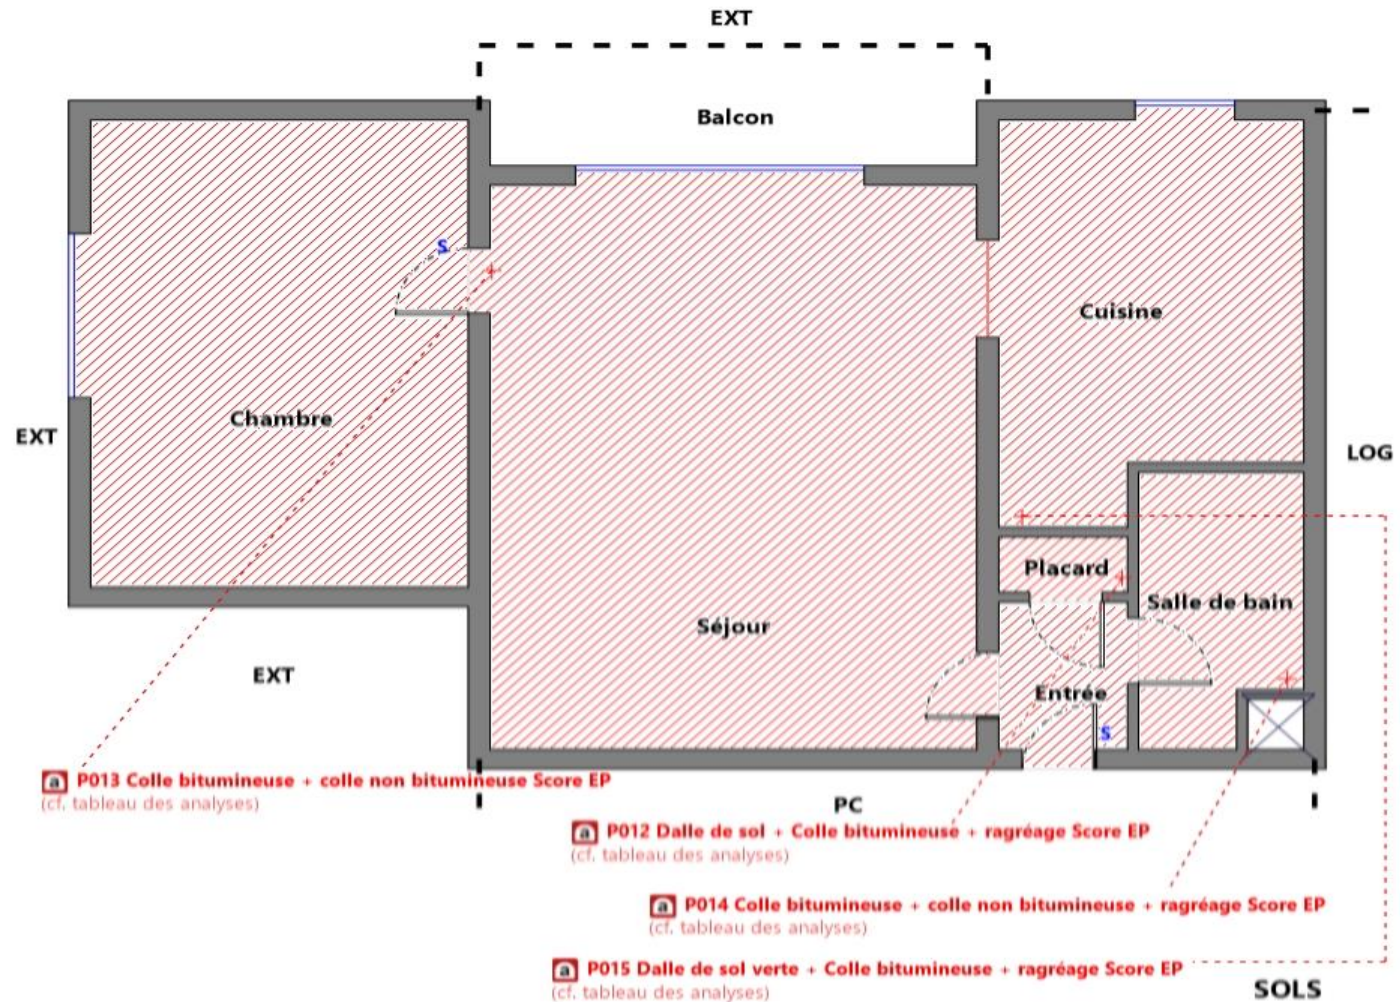 EXT
Balcon
S
Cuisine
Chambre
EXT
LOG
Placard
Salle de bain
Séjour
EXT
Entrée
S
a P013 Colle bitumineuse + colle non bitumineuse Score EP
(cf. tableau des analyses)
PC
a P012 Dalle de sol + Colle bitumineuse + ragréage Score EP
(cf. tableau des analyses)
a P014 Colle bitumineuse + colle non bitumineuse + ragréage Score EP
(cf. tableau des analyses)
a P015 Dalle de sol verte + Colle bitumineuse + ragréage Score EP
(cf. tableau des analyses)
SOLS